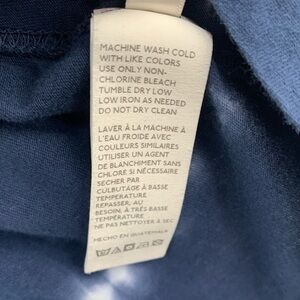 MACHINE WASH COLD
WITH LIKE COLORS
USE ONLY NON-
CHLORINE BLEACH
TUMBLE DRY LOW
LOW IRON AS NEEDED
DO NOT DRY CLEAN
LAVER À LA MACHINE À
L'EAU FROIDE AVEC
COULEURS SIMILAIRES
UTILISER UN AGENT
DE BLANCHIMENT SANS
CHLORE SI NÉCESSAIRE
SECHER PAR
CULBUTAGE À BASSE
TEMPERATURE
REPASSER, AU
BESOIN, À TRÈS BASSE
TEMPÉRATURE
NE PAS NETTOYER À SEC
HECHO EN GUATEMALA